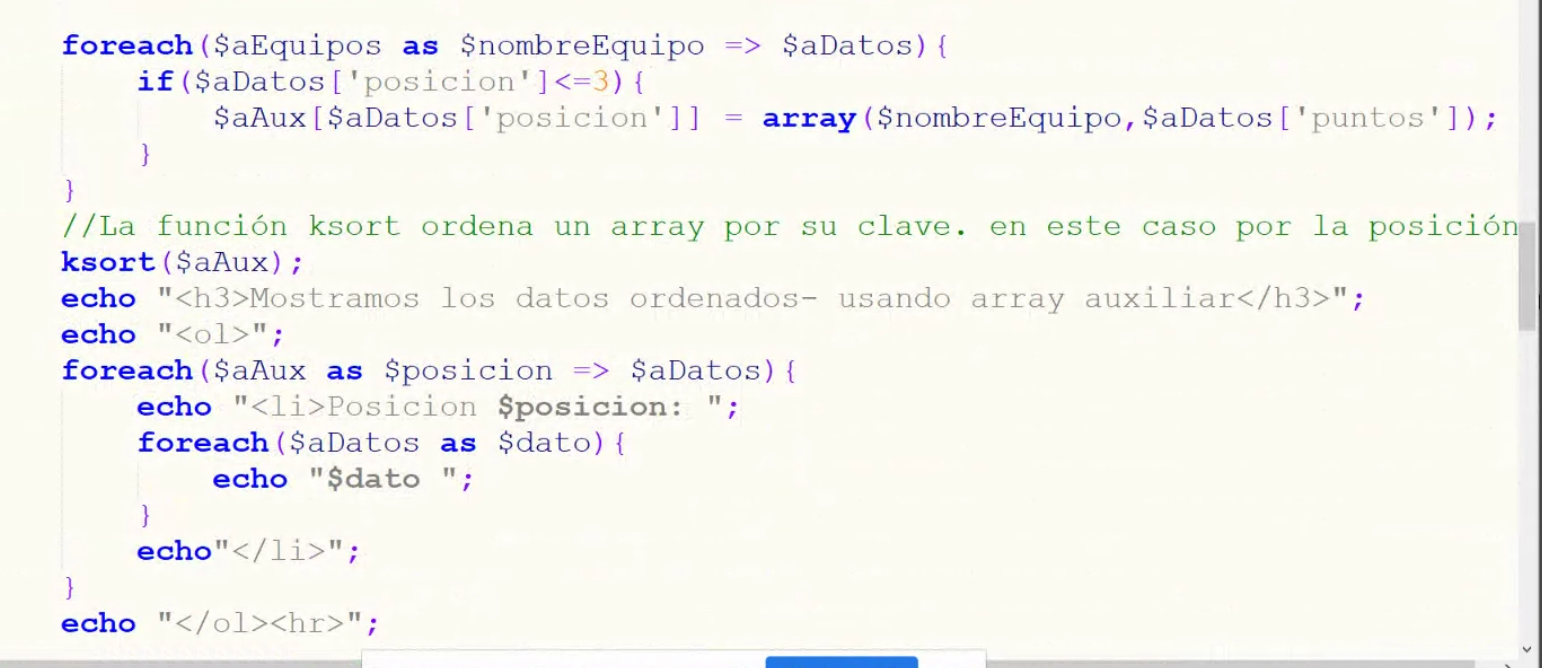 foreach($aEquipos as $nombreEquipo => $aDatos){
    if($aDatos['posicion']<=3){
        $aAux[$aDatos['posicion']] = array($nombreEquipo,$aDatos['puntos']);
    }
}
//La función ksort ordena un array por su clave. en este caso por la posición
ksort($aAux);
echo "<h3>Mostramos los datos ordenados- usando array auxiliar</h3>";
echo "<ol>";
foreach($aAux as $posicion => $aDatos){
    echo "<li>Posicion $posicion: ";
    foreach($aDatos as $dato){
        echo "$dato ";
    }
    echo"</li>";
}
echo "</ol><hr>";